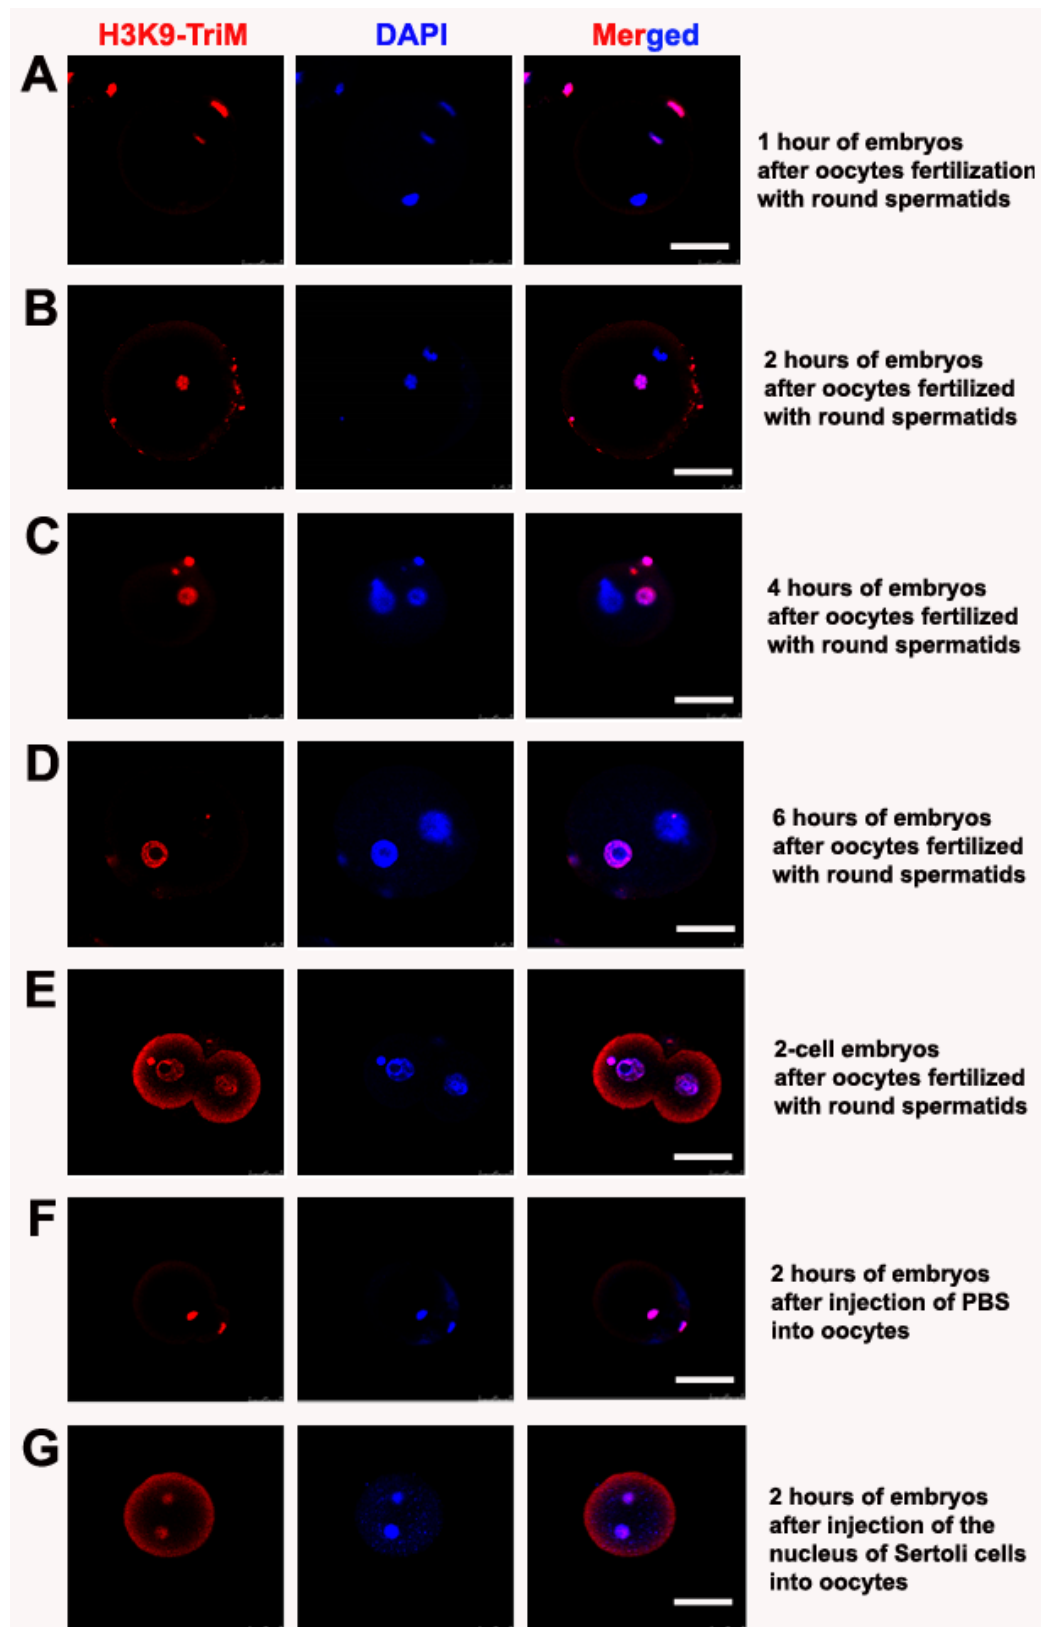 H3K9-TriM DAPI Merged
A
1 hour of embryos
after oocytes fertilization
with round spermatids
B
2 hours of embryos
after oocytes fertilized
with round spermatids
C
4 hours of embryos
after oocytes fertilized
with round spermatids
D
6 hours of embryos
after oocytes fertilized
with round spermatids
E
2-cell embryos
after oocytes fertilized
with round spermatids
F
2 hours of embryos
after injection of PBS
into oocytes
G
2 hours of embryos
after injection of the
nucleus of Sertoli cells
into oocytes